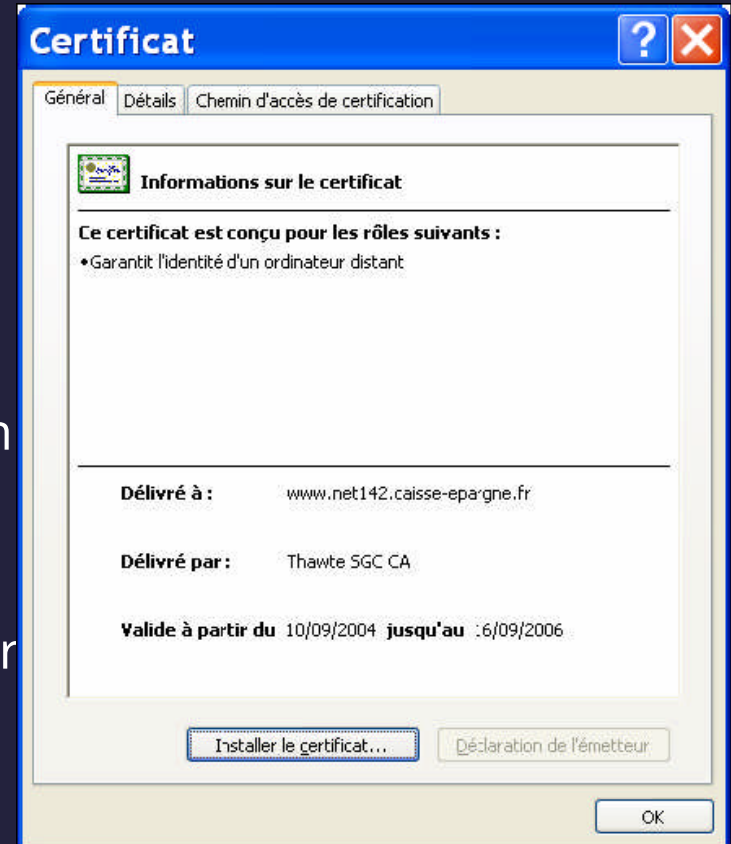 Certificat
Général Détails Chemin d'accès de certification
Informations sur le certificat
Ce certificat est conçu pour les rôles suivants :
•Garantit l'identité d'un ordinateur distant
n
Délivré à : www.net142.caisse-epargne.fr
Délivré par : Thawte SGC CA
r
Valide à partir du 10/09/2004 jusqu'au :6/09/2006
Installer le certificat... Déclaration de l'émetteur
OK